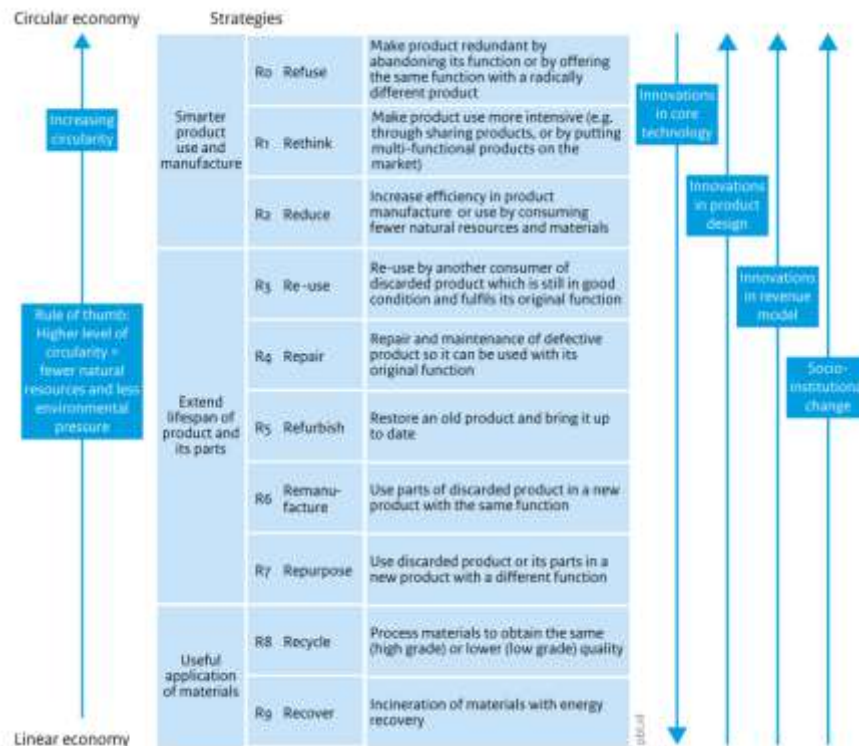 Circular economy
Strategies
Increasing
circularity
Rule of thumb:
Higher level of
circularity =
fewer natural
resources and less
environmental
pressure
Linear economy
Smarter
product
use and
manufacture
R0 Refuse
Make product redundant by
abandoning its function or by offering
the same function with a radically
different product
R1 Rethink
Make product use more intensive (e.g.
through sharing products, or by putting
multi-functional products on the
market)
R2 Reduce
Increase efficiency in product
manufacture or use by consuming
fewer natural resources and materials
Extend
lifespan of
product and
its parts
R3 Re-use
Re-use by another consumer of
discarded product which is still in good
condition and fulfils its original function
R4 Repair
Repair and maintenance of defective
product so it can be used with its
original function
R5 Refurbish
Restore an old product and bring it up
to date
R6 Remanu-
facture
Use parts of discarded product in a new
product with the same function
R7 Repurpose
Use discarded product or its parts in a
new product with a different function
Useful
application
of materials
R8 Recycle
Process materials to obtain the same
(high grade) or lower (low grade) quality
R9 Recover
Incineration of materials with energy
recovery
pbl.nl
Innovations
in core
technology
Innovations
in product
design
Innovations
in revenue
model
Socio-
institutional
change